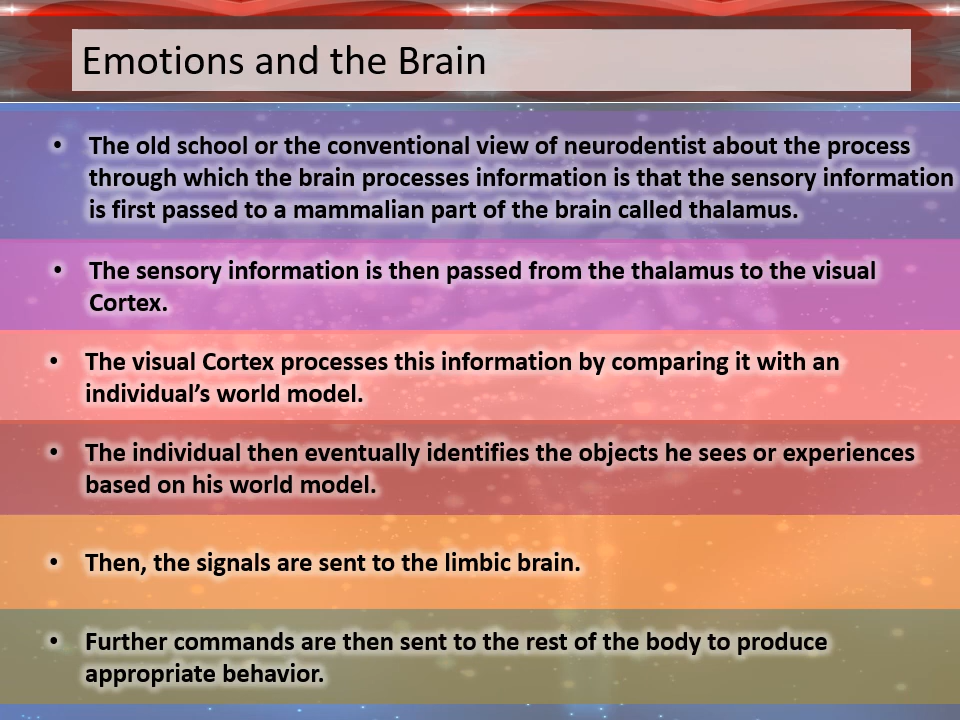 Emotions and the Brain
• The old school or the conventional view of neurodentist about the process
through which the brain processes information is that the sensory information
is first passed to a mammalian part of the brain called thalamus.
• The sensory information is then passed from the thalamus to the visual
Cortex.
• The visual Cortex processes this information by comparing it with an
individual’s world model.
• The individual then eventually identifies the objects he sees or experiences
based on his world model.
• Then, the signals are sent to the limbic brain.
• Further commands are then sent to the rest of the body to produce
appropriate behavior.